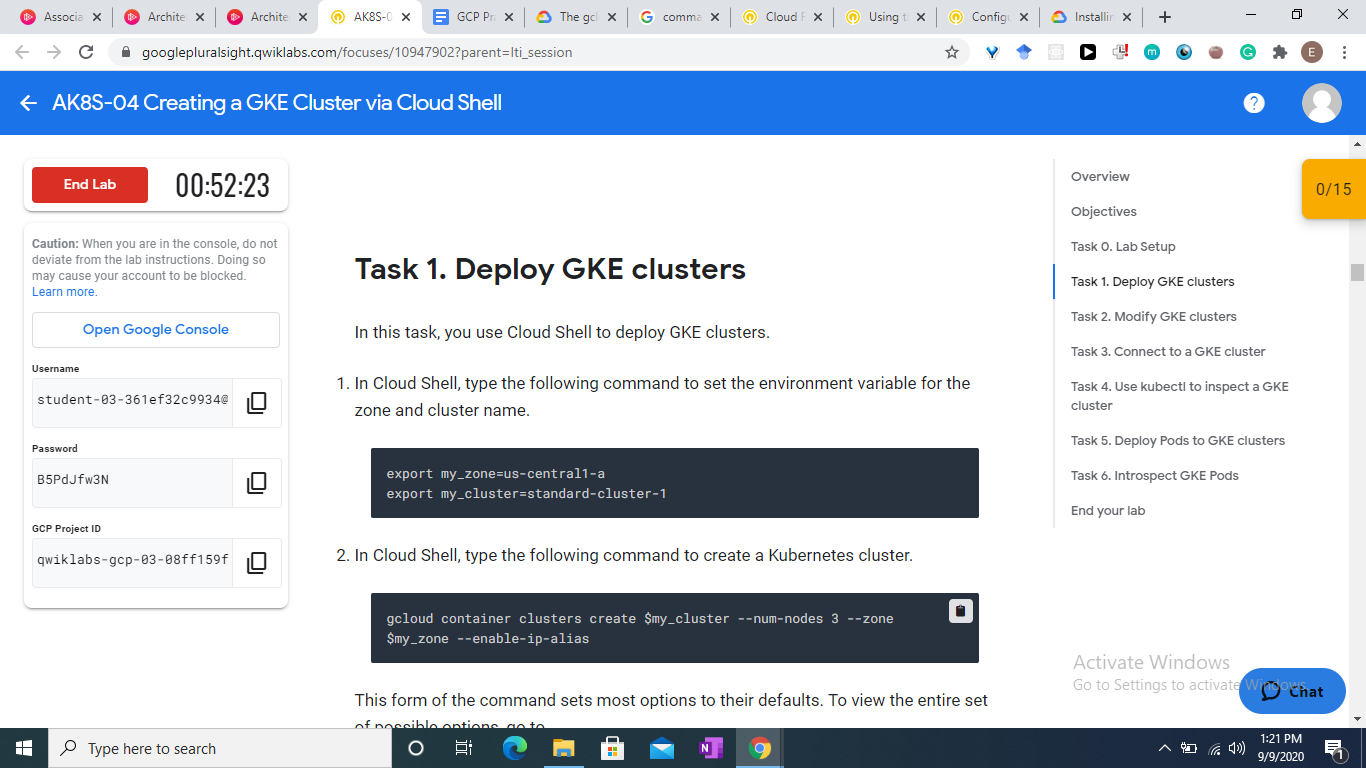 Associa
Archite
Archite
AK8S-0
GCP Pr
The gcl
comma
Cloud F
Using t
Configu
Installin
googlepluralsight.qwiklabs.com/focuses/10947902?parent=lti_session
E
AK8S-04 Creating a GKE Cluster via Cloud Shell
?
End Lab
00:52:23
Caution: When you are in the console, do not
deviate from the lab instructions. Doing so
may cause your account to be blocked.
Learn more.
Open Google Console
Username
student-03-361ef32c9934@
Password
B5PdJfw3N
GCP Project ID
qwiklabs-gcp-03-08ff159f
Task 1. Deploy GKE clusters
In this task, you use Cloud Shell to deploy GKE clusters.
1. In Cloud Shell, type the following command to set the environment variable for the
zone and cluster name.
export my_zone=us-central1-a
export my_cluster=standard-cluster-1
2. In Cloud Shell, type the following command to create a Kubernetes cluster.
gcloud container clusters create $my_cluster --num-nodes 3 --zone
$my_zone --enable-ip-alias
This form of the command sets most options to their defaults. To view the entire set
of possible options, go to
Overview
Objectives
Task 0. Lab Setup
Task 1. Deploy GKE clusters
Task 2. Modify GKE clusters
Task 3. Connect to a GKE cluster
Task 4. Use kubectl to inspect a GKE
cluster
Task 5. Deploy Pods to GKE clusters
Task 6. Introspect GKE Pods
End your lab
0/15
Activate Windows
Go to Settings to activate Windows.
Chat
Type here to search
1:21 PM
9/9/2020
1